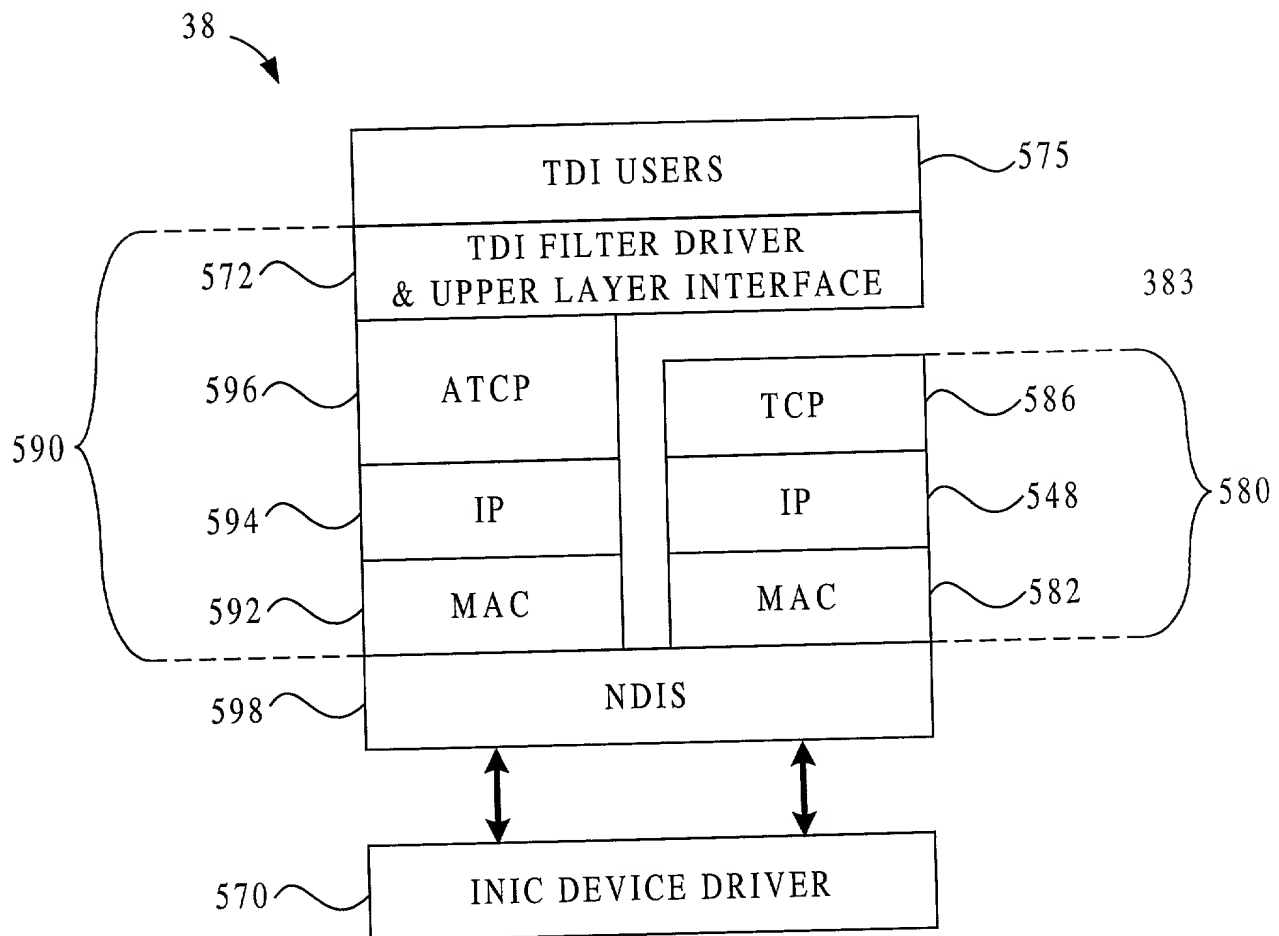 38
TDI USERS
575
TDI FILTER DRIVER
& UPPER LAYER INTERFACE
572
383
596
ATCP
TCP
586
590
594
IP
IP
548
580
592
MAC
MAC
582
598
NDIS
570
INIC DEVICE DRIVER